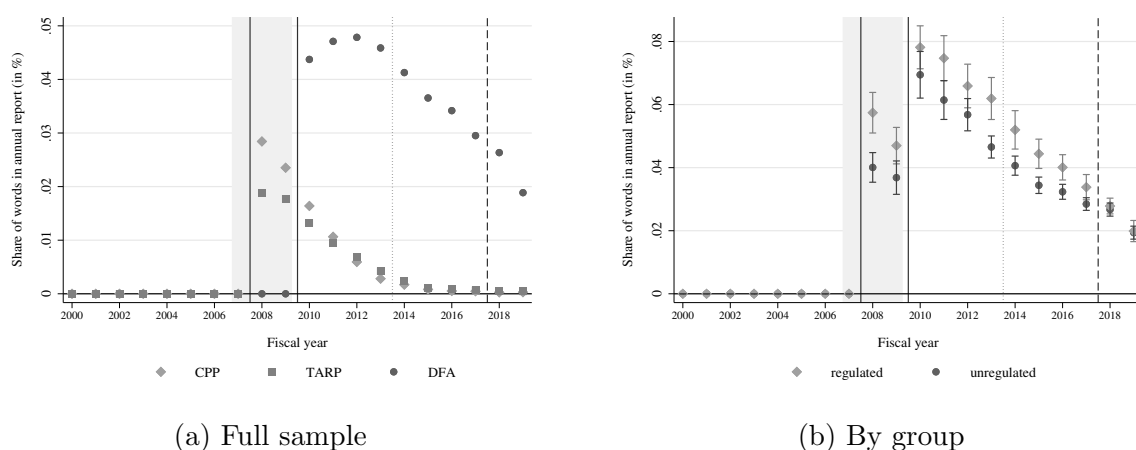 Share of words in annual report (in %)
.05
.04
.03
.02
.01
0
2000 2002 2004 2006 2008 2010 2012 2014 2016 2018
Fiscal year
CPP TARP DFA
(a) Full sample
Share of words in annual report (in %)
.08
.06
.04
.02
0
2000 2002 2004 2006 2008 2010 2012 2014 2016 2018
Fiscal year
regulated unregulated
(b) By group